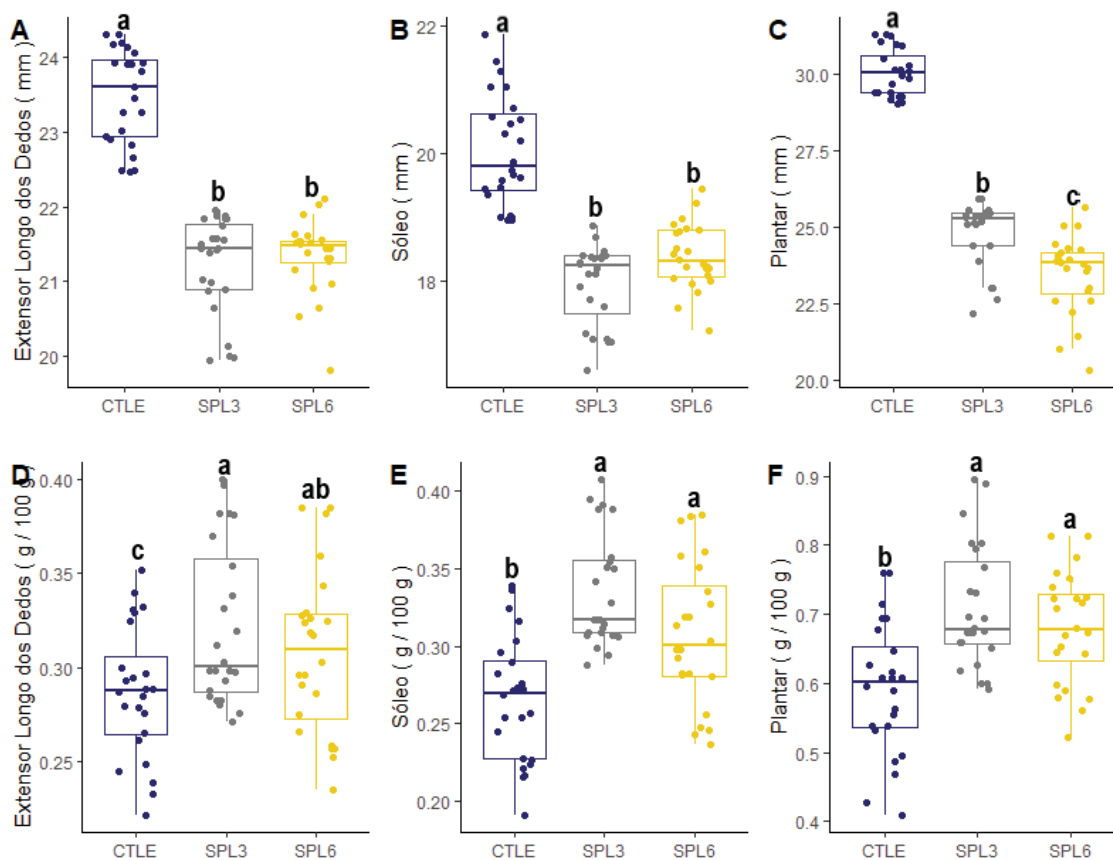 A
Extensor Longo dos Dedos ( mm )
24
23
22
21
20
a
b
b
CTLE
SPL3
SPL6
B
Sóleo ( mm )
22
20
18
a
b
b
C
Plantar ( mm )
30.0
27.5
25.0
22.5
20.0
a
b
c
CTLE
SPL3
SPL6
CTLE
SPL3
SPL6
D
Extensor Longo dos Dedos ( g / 100 g )
0.40
0.35
0.30
0.25
c
a
ab
CTLE
SPL3
SPL6
E
Sóleo ( g / 100 g )
0.40
0.35
0.30
0.25
0.20
b
a
a
CTLE
SPL3
SPL6
F
Plantar ( g / 100 g )
0.9
0.8
0.7
0.6
0.5
0.4
b
a
a
CTLE
SPL3
SPL6